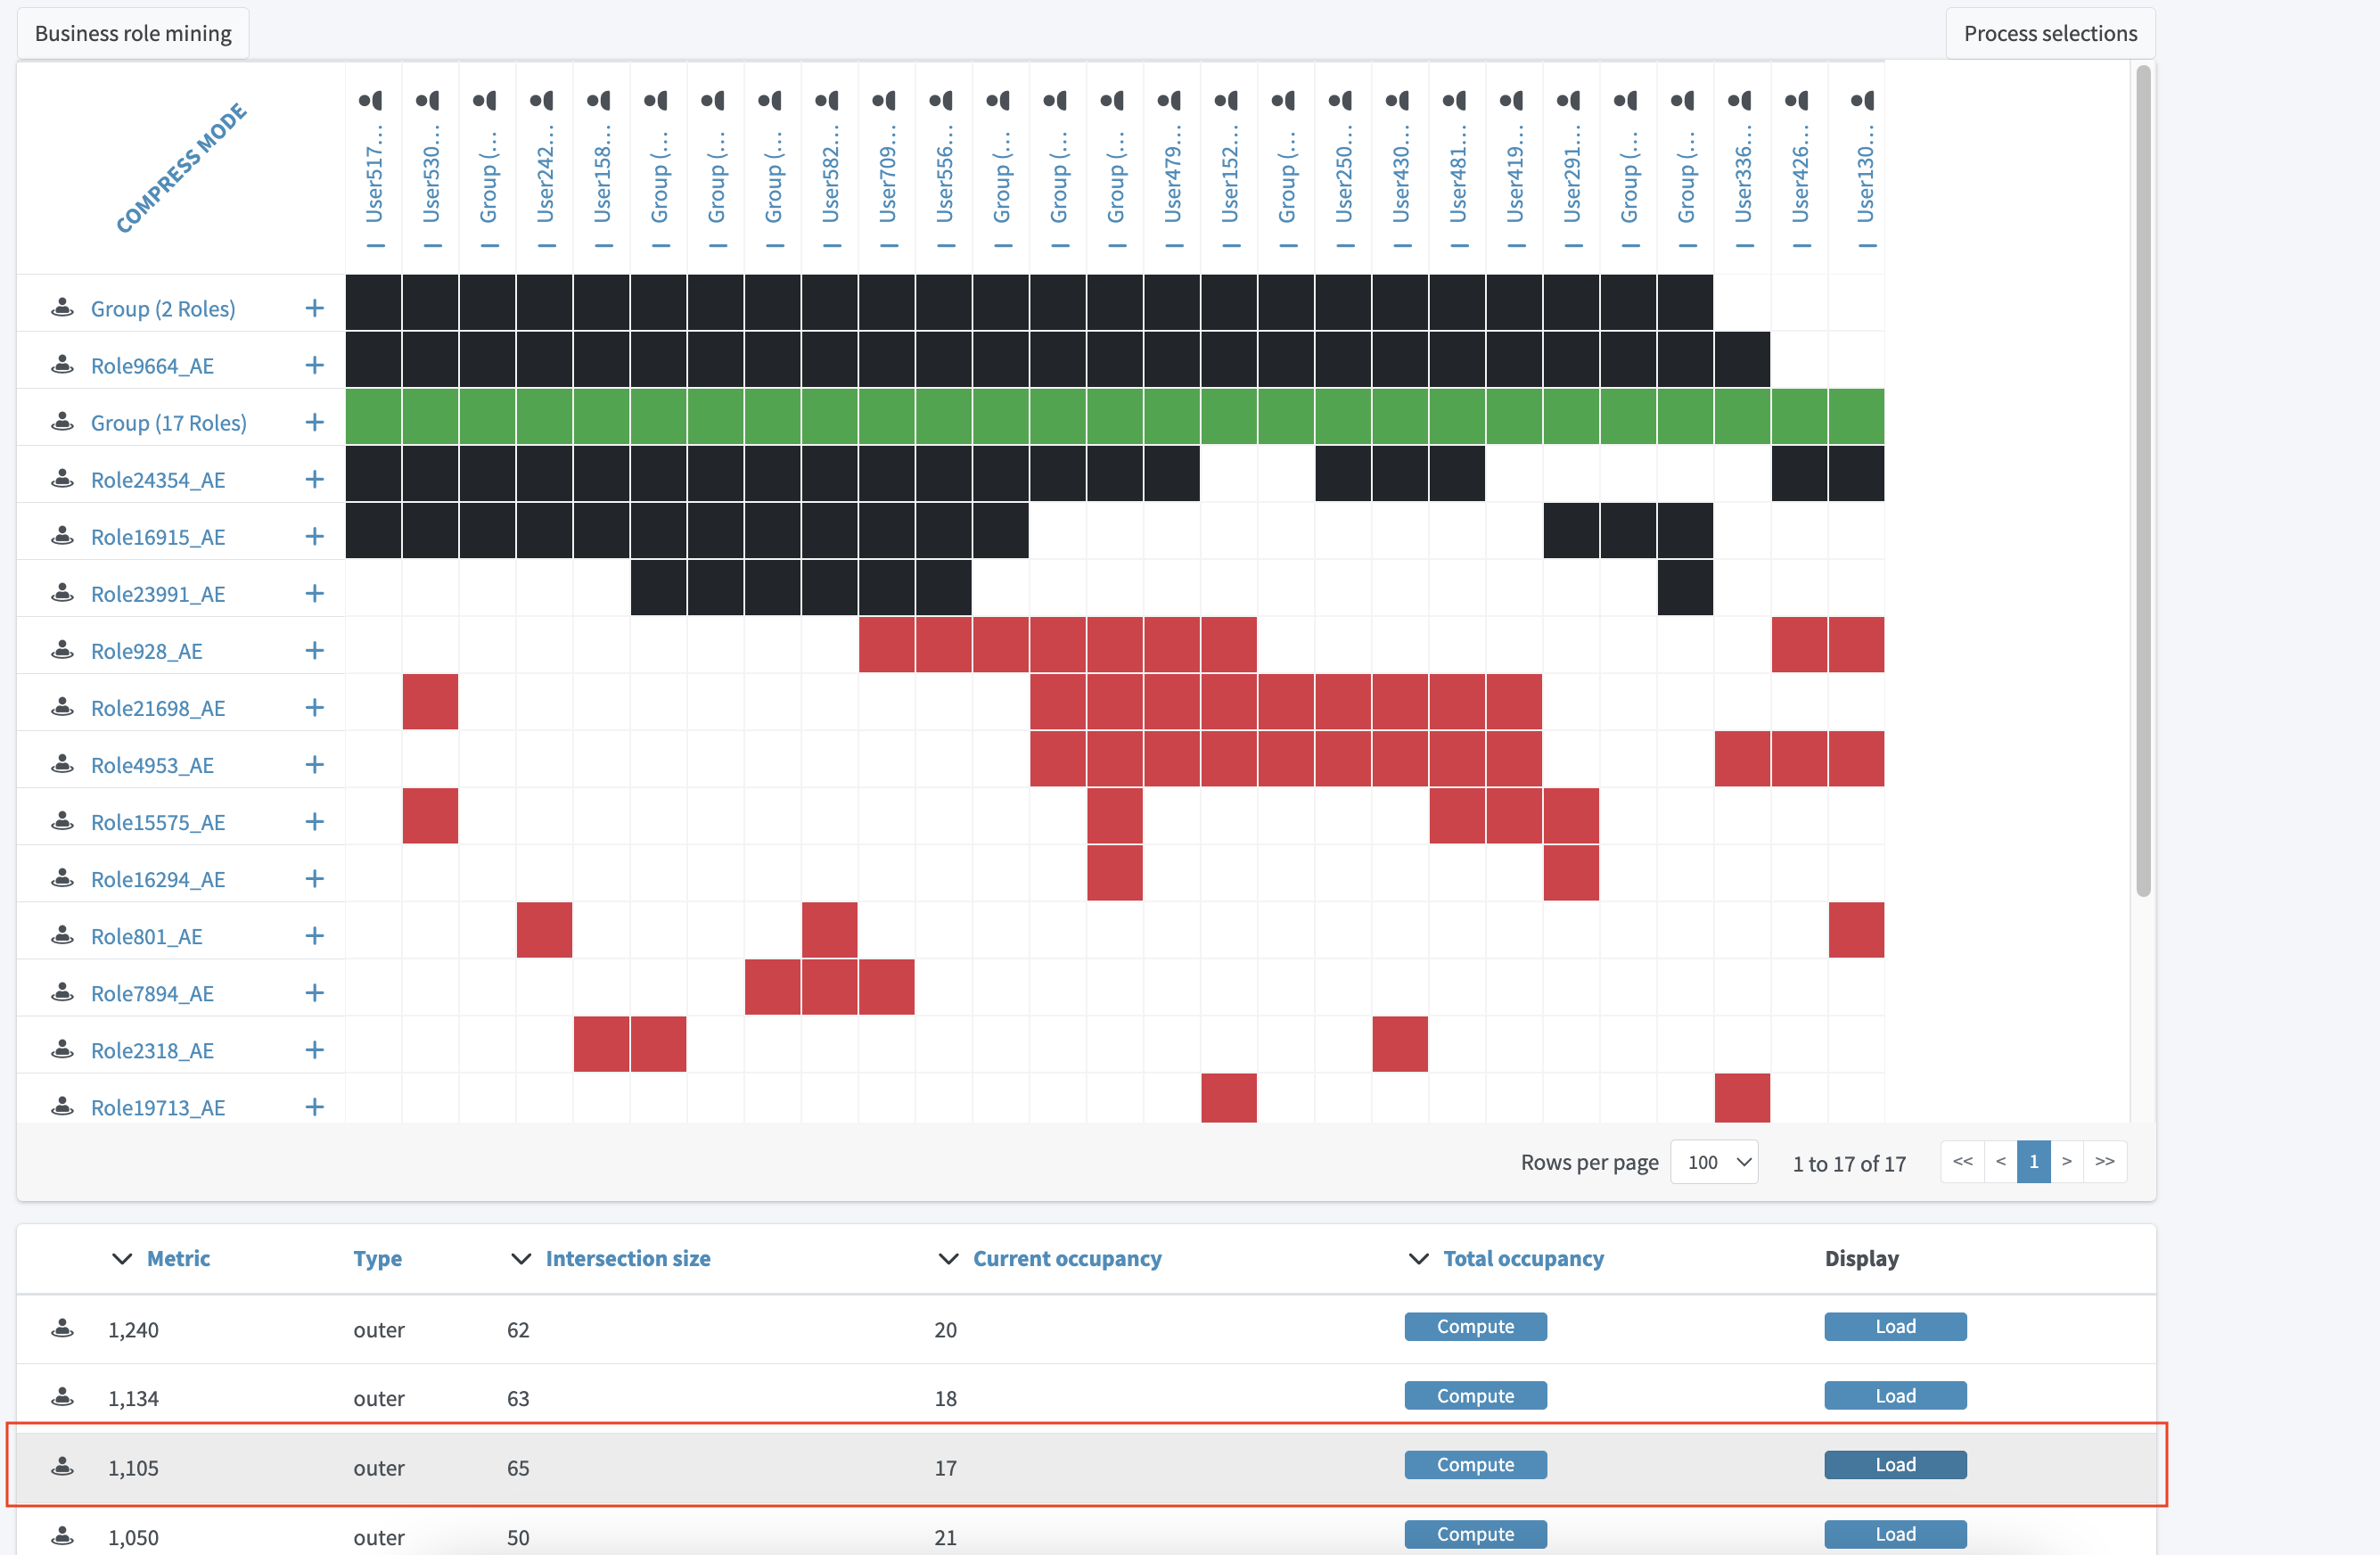 Business role mining
Process selections
COMPRESS MODE
User517...
User530...
Group (...
User242...
User158...
Group (...
Group (...
Group (...
User582...
User709...
User556...
Group (...
Group (...
Group (...
User479...
User152...
Group (...
User250...
User430...
User481...
User419...
User291...
Group (...
Group (...
User336...
User426...
User130...
Group (2 Roles) +
Role9664_AE +
Group (17 Roles) +
Role24354_AE +
Role16915_AE +
Role23991_AE +
Role928_AE +
Role21698_AE +
Role4953_AE +
Role15575_AE +
Role16294_AE +
Role801_AE +
Role7894_AE +
Role2318_AE +
Role19713_AE +
Rows per page 100 1 to 17 of 17 << < 1 > >>
Metric Type Intersection size Current occupancy Total occupancy Display
1,240 outer 62 20 Compute Load
1,134 outer 63 18 Compute Load
1,105 outer 65 17 Compute Load
1,050 outer 50 21 Compute Load